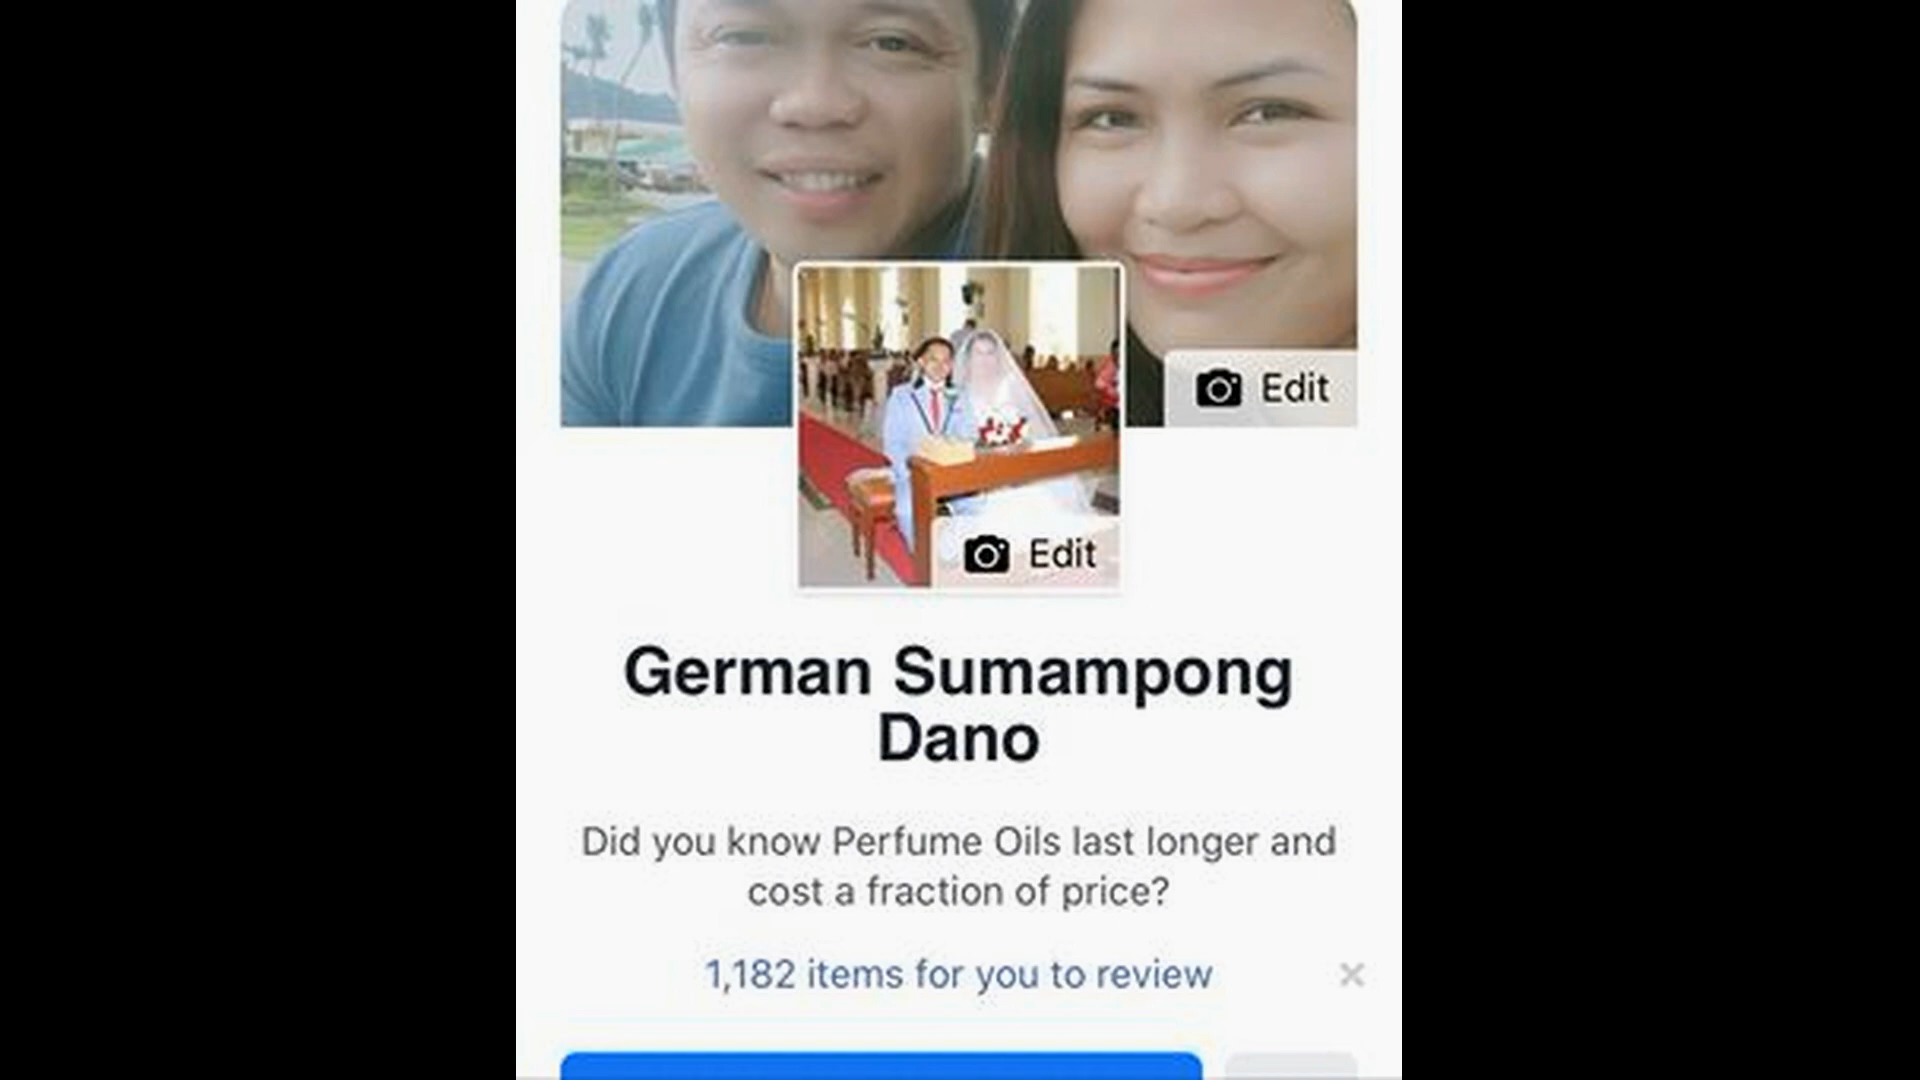 Edit
Edit
German Sumampong
Dano
Did you know Perfume Oils last longer and
cost a fraction of price?
1,182 items for you to review